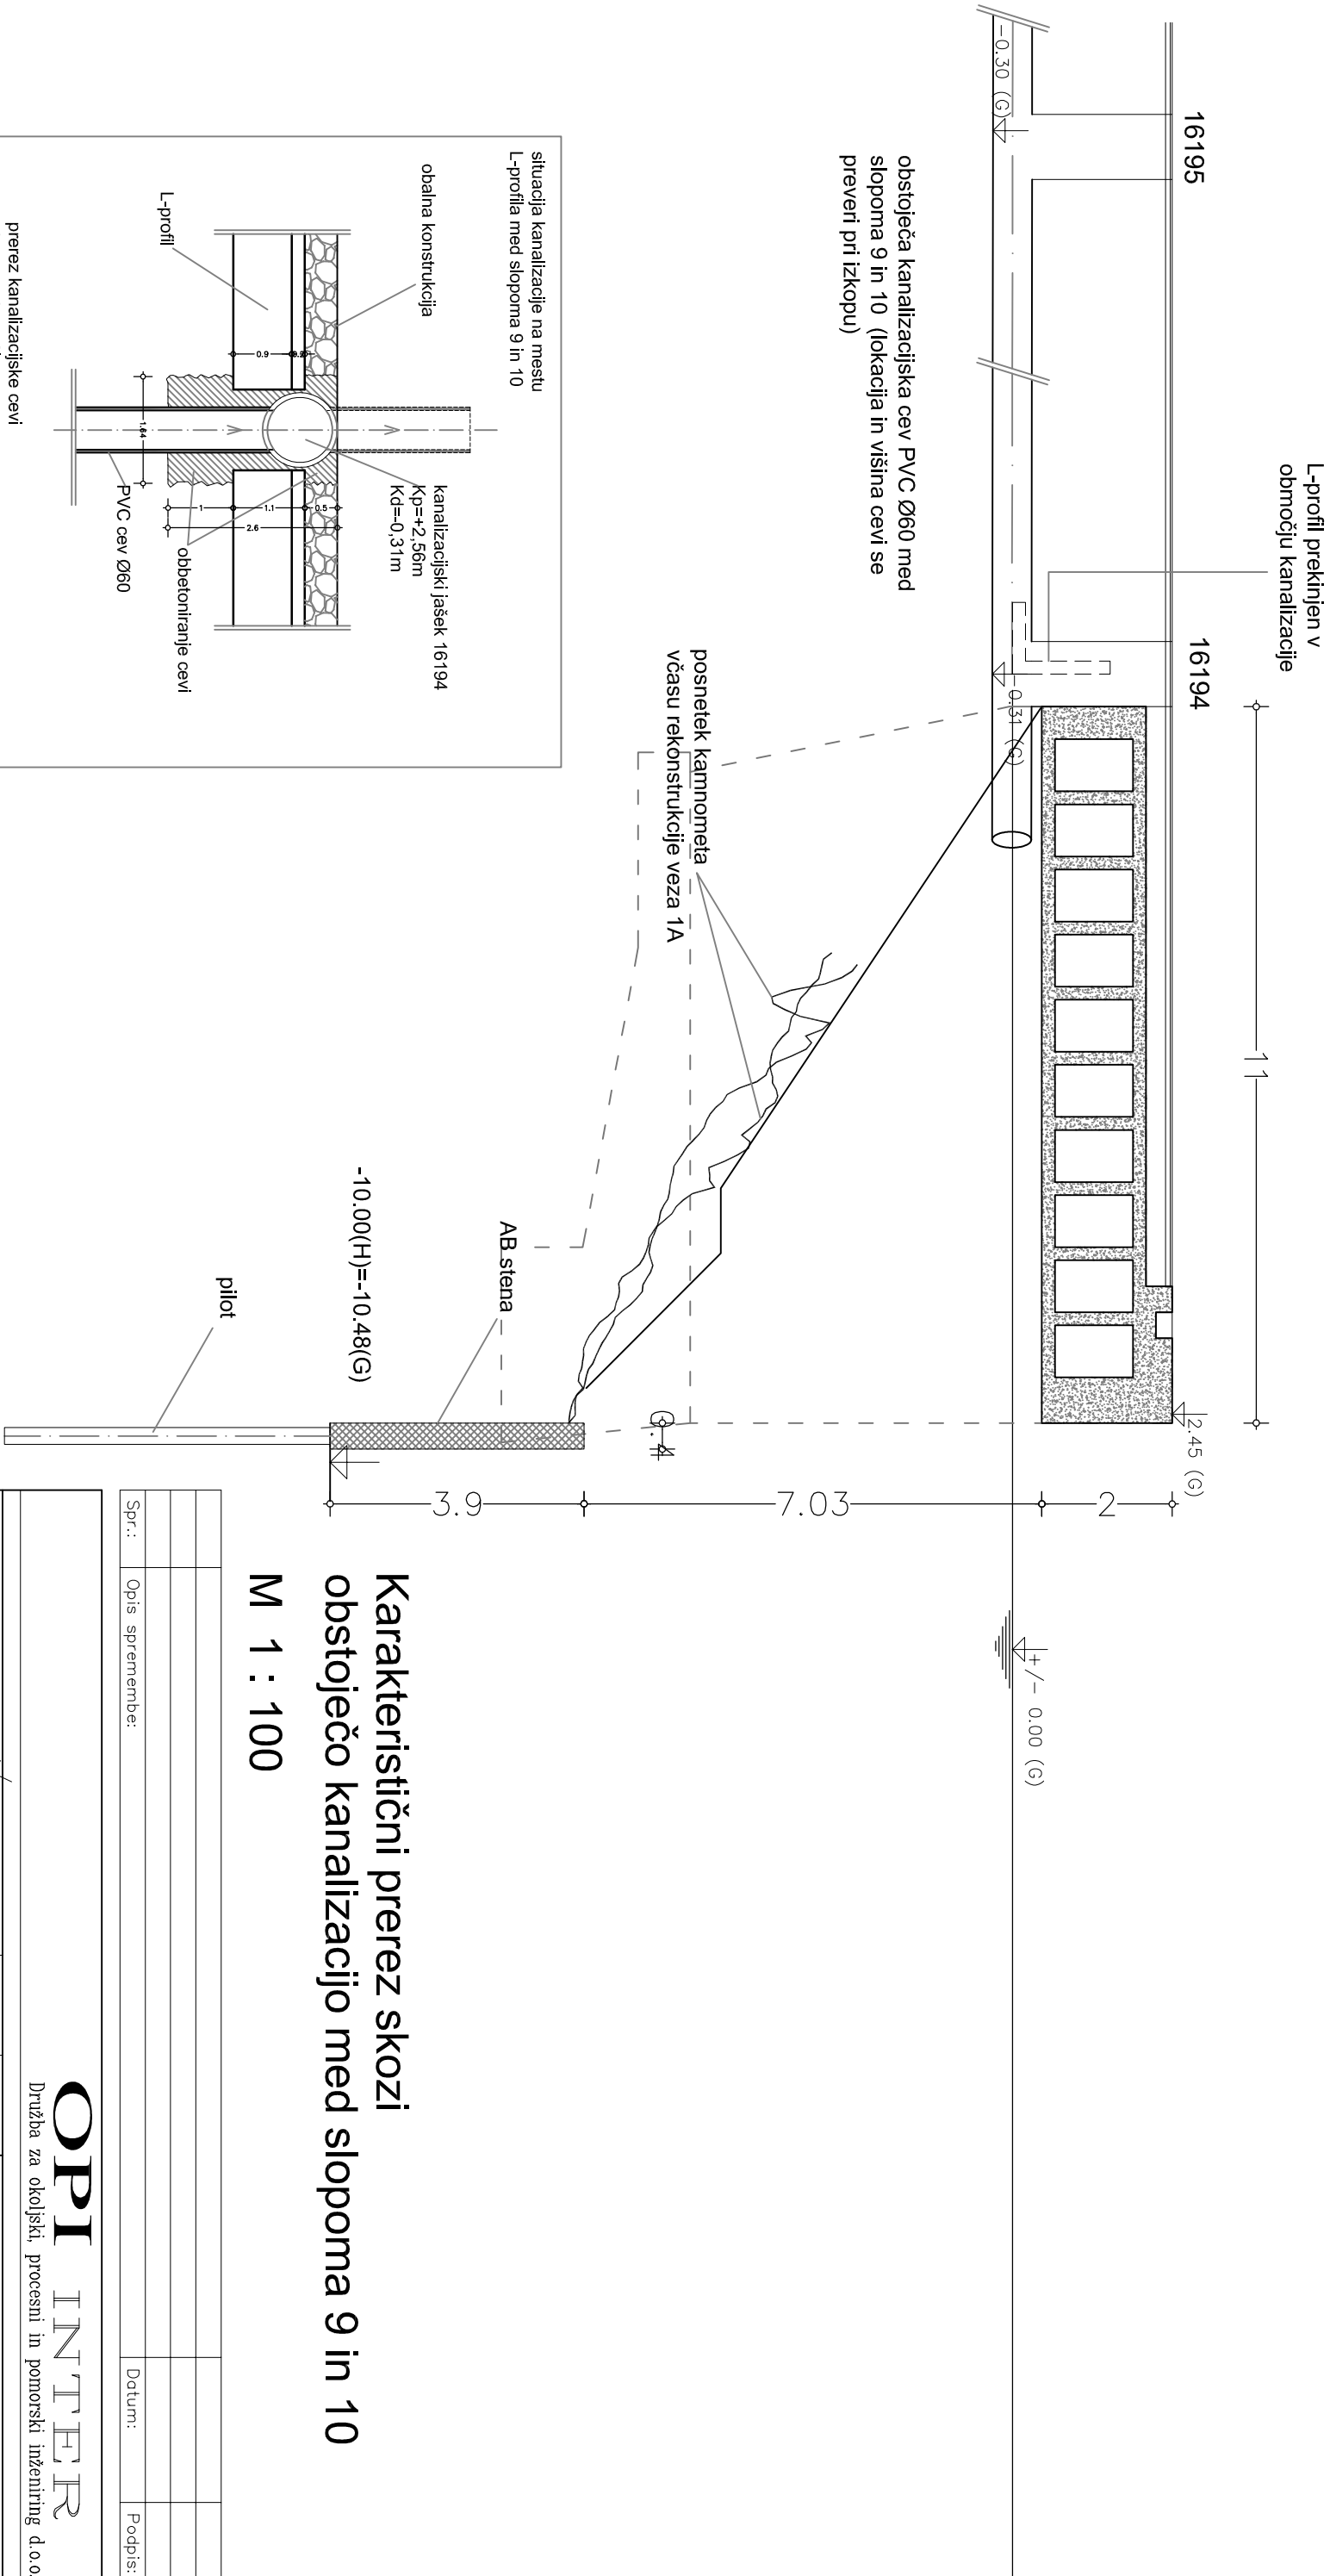 L-profil prekinjen v
območju kanalizacije
16195
16194
11
2.45 (G)
-0.30 (G)
-0.31 (G)
+/- 0.00 (G)
2
7.03
3.9
obstoječa kanalizacijska cev PVC Ø60 med
slopoma 9 in 10 (lokacija in višina cevi se
preveri pri izkopu)
posnetek kamnometa
včasu rekonstrukcije veza 1A
AB stena
-10.00(H)=-10.48(G)
pilot
situacija kanalizacije na mestu
L-profila med slopoma 9 in 10
obalna konstrukcija
L-profil
0.9
1.64
1
1.1
0.5
2.6
kanalizacijski jašek 16194
Kp=+2,56m
Kd=-0,31m
obbetoniranje cevi
PVC cev Ø60
prerez kanalizacijske cevi
Karakteristični prerez skozi
obstoječo kanalizacijo med slopoma 9 in 10
M 1 : 100
Spr.: Opis spremembe: Datum: Podpis:
OPI INTER
Družba za okoljski, procesni in pomorski inženiring d.o.o.